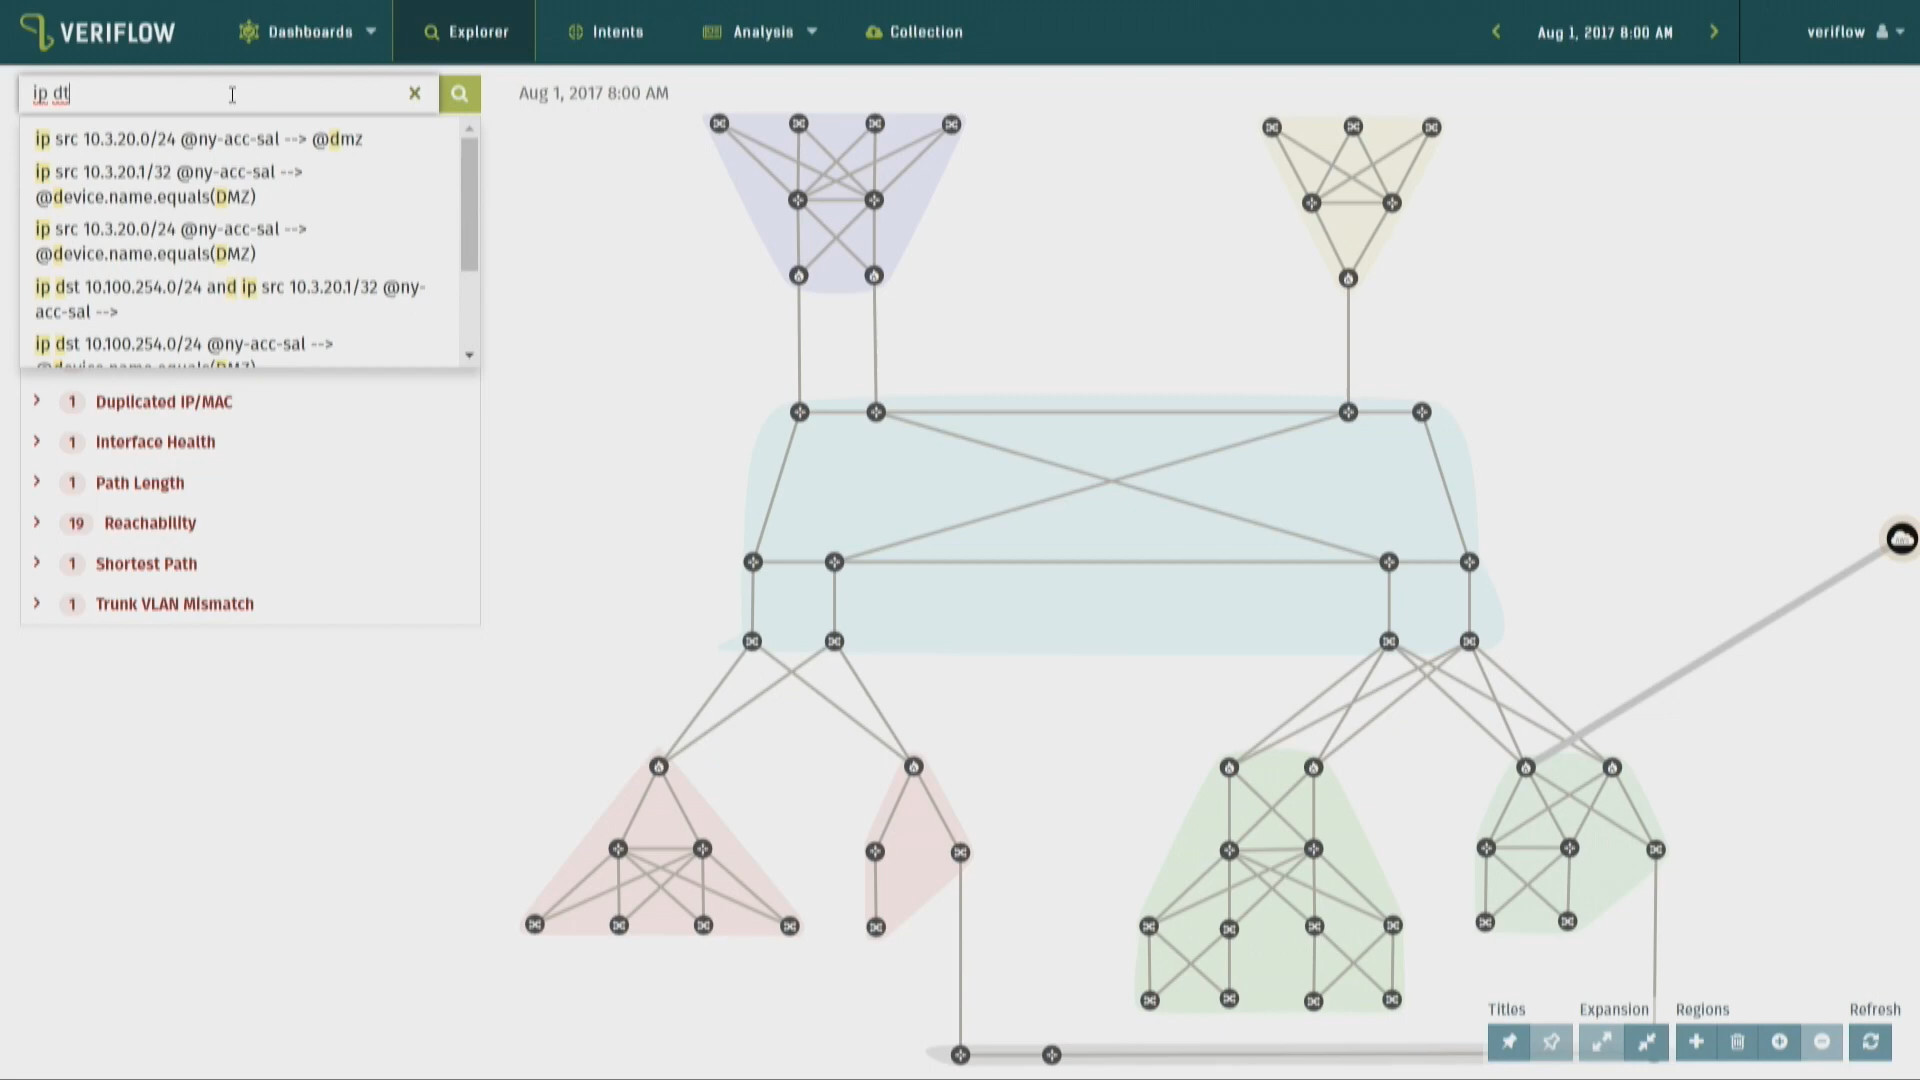 VERIFLOW
Dashboards
Explorer
Intents
Analysis
Collection
Aug 1, 2017 8:00 AM
veriflow
ip dt
Aug 1, 2017 8:00 AM
ip src 10.3.20.0/24 @ny-acc-sal --> @dmz
ip src 10.3.20.1/32 @ny-acc-sal -->
@device.name.equals(DMZ)
ip src 10.3.20.0/24 @ny-acc-sal -->
@device.name.equals(DMZ)
ip dst 10.100.254.0/24 and ip src 10.3.20.1/32 @ny-
acc-sal -->
ip dst 10.100.254.0/24 @ny-acc-sal -->
1 Duplicated IP/MAC
1 Interface Health
1 Path Length
19 Reachability
1 Shortest Path
1 Trunk VLAN Mismatch
Titles
Expansion
Regions
Refresh